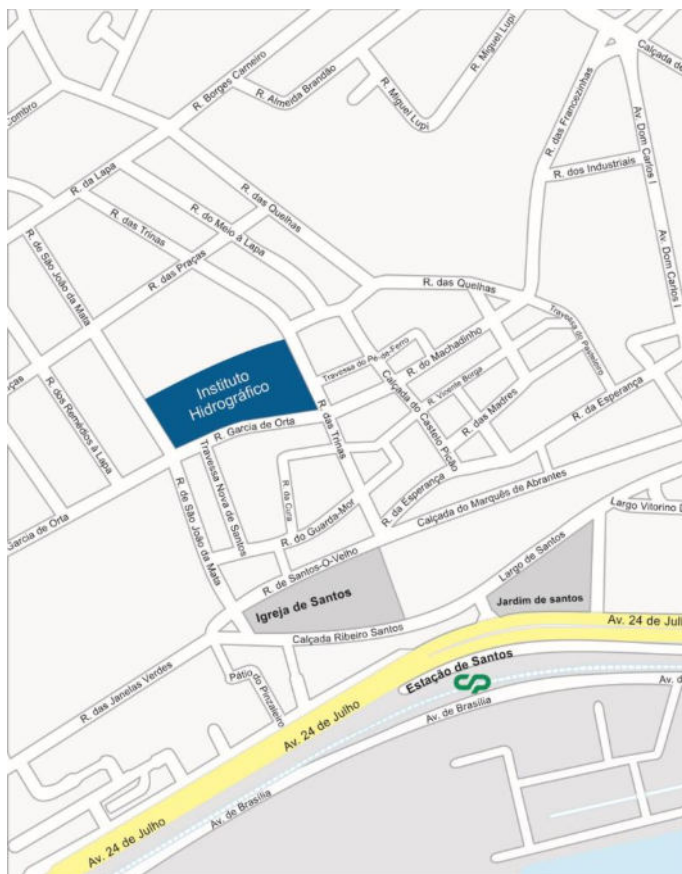 R. Miguel Lupi
Calçada de
R. Borges Carneiro
R. Almeida Brandão
R. Miguel Lupi
R. das Francezinhas
Av. Dom Carlos I
Combro
R. dos Industriais
R. da Lapa
R. das Quelhas
R. do Meio à Lapa
R. das Trinas
R. de São João da Mata
R. das Praças
Av. Dom Carlos I
R. das Quelhas
Travessa do Pasteleiro
Travessa do Pé-de-Ferro
R. do Machadinho
Instituto
Hidrográfico
R. Vicente Borga
Calçada do Castelo Picão
R. das Madres
R. da Esperança
ças
R. dos Remédios à Lapa
R. das Trinas
R. Garcia de Orta
Travessa Nova de Santos
R. de São João da Mata
R. da Cura
R. do Guarda-Mor
R. da Esperança
Calçada do Marquês de Abrantes
Largo Vitorino D
Garcia de Orta
R. de Santos-O-Velho
Largo de Santos
Igreja de Santos
Jardim de santos
Calçada Ribeiro Santos
Av. 24 de Julh
Estação de Santos
R. das Janelas Verdes
Pátio do Pinzaleiro
Av. d
Av. 24 de Julho
Av. de Brasília
Av. de Brasília
Av. 24 de Julho